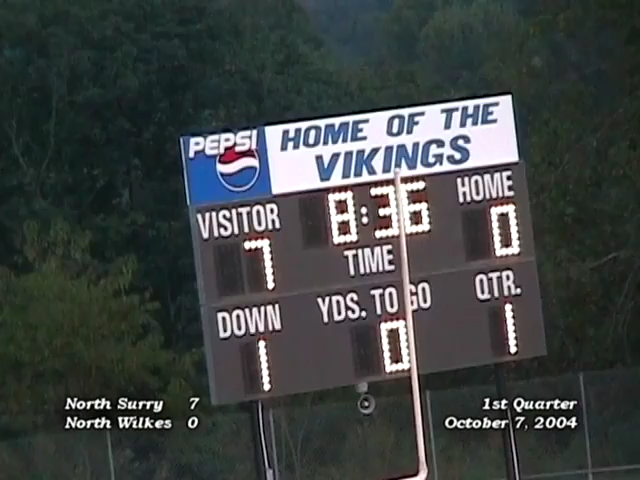 PEPSI
HOME OF THE
VIKINGS
VISITOR 8:36 HOME
7 TIME 0
DOWN YDS. TO GO QTR.
1 0 1
North Surry 7
North Wilkes 0
1st Quarter
October 7, 2004